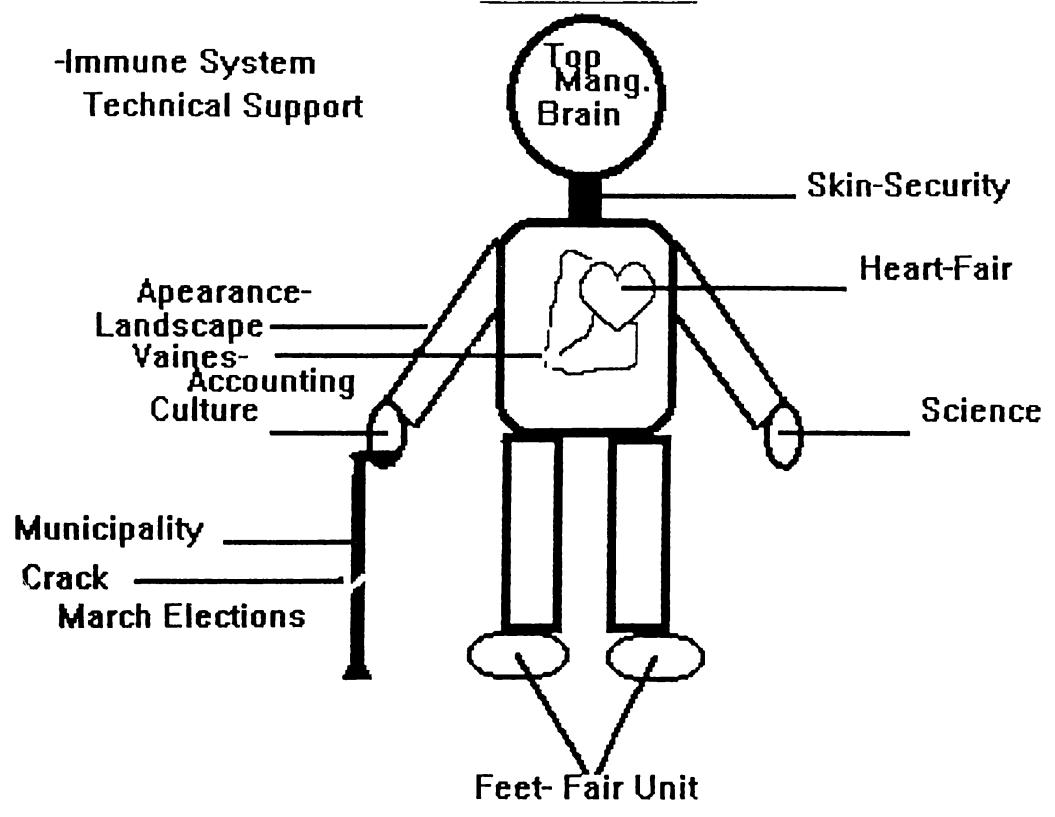 -Immune System
Technical Support
Top
Mang.
Brain
Skin-Security
Heart-Fair
Apearance-
Landscape
Vaines-
Accounting
Culture
Science
Municipality
Crack
March Elections
Feet- Fair Unit